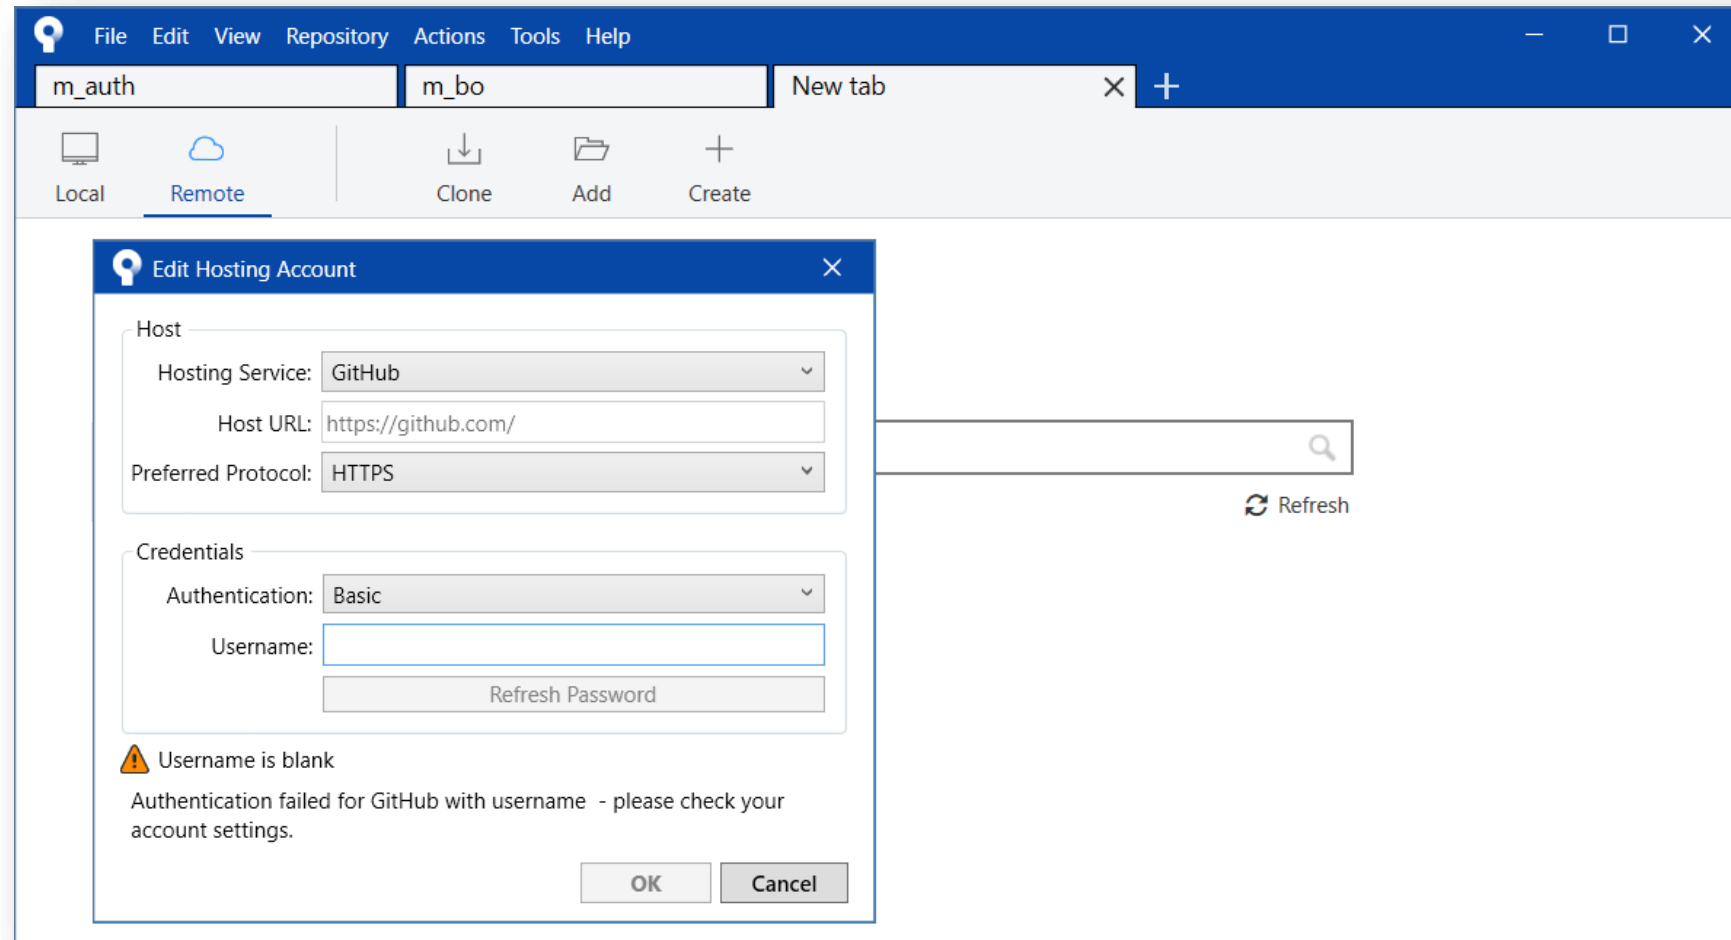 File Edit View Repository Actions Tools Help
m_auth m_bo New tab
Local Remote Clone Add Create
Edit Hosting Account
Host
Hosting Service: GitHub
Host URL: https://github.com/
Preferred Protocol: HTTPS
Refresh
Credentials
Authentication: Basic
Username:
Refresh Password
Username is blank
Authentication failed for GitHub with username  - please check your
account settings.
OK Cancel